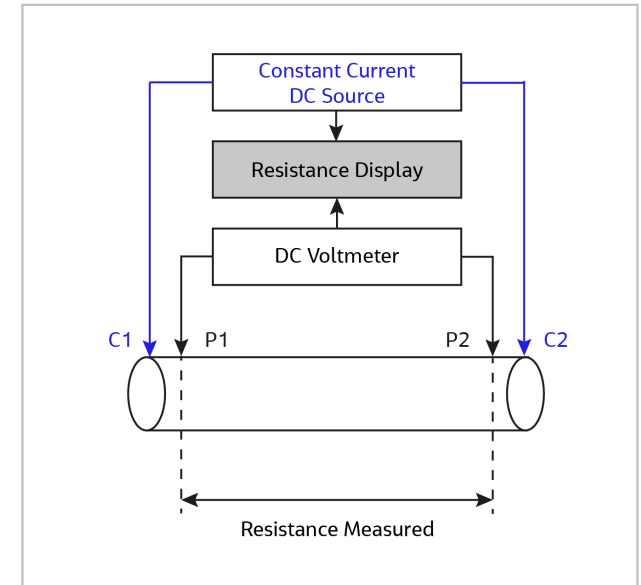 Constant Current
DC Source
Resistance Display
DC Voltmeter
C1
P1
P2
C2
Resistance Measured